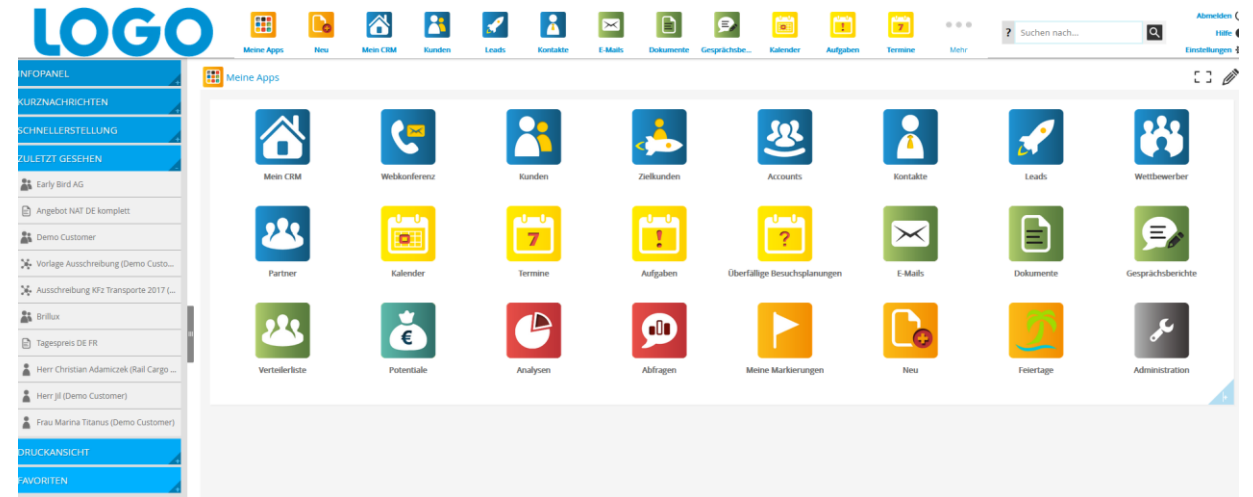 LOGO
Meine Apps
Neu
Mein CRM
Kunden
Leads
Kontakte
E-Mails
Dokumente
Gesprächsbe...
Kalender
Aufgaben
Termine
Mehr
? Suchen nach...
Abmelden
Hilfe
Einstellungen
INFOPANEL
KURZNACHRICHTEN
SCHNELLERSTELLUNG
ZULETZT GESEHEN
Early Bird AG
Angebot NAT DE komplett
Demo Customer
Vorlage Ausschreibung (Demo Custo...
Ausschreibung KFz Transporte 2017 (...
Brillux
Tagespreis DE FR
Herr Christian Adamiczek (Rail Cargo ...
Herr Jil (Demo Customer)
Frau Marina Titanus (Demo Customer)
DRUCKANSICHT
FAVORITEN
Meine Apps
Mein CRM
Webkonferenz
Kunden
Zielkunden
Accounts
Kontakte
Leads
Wettbewerber
Partner
Kalender
7
Termine
!
Aufgaben
?
Überfällige Besuchsplanungen
E-Mails
Dokumente
Gesprächsberichte
Verteilerliste
€
Potentiale
Analysen
Abfragen
Meine Markierungen
Neu
Feiertage
Administration